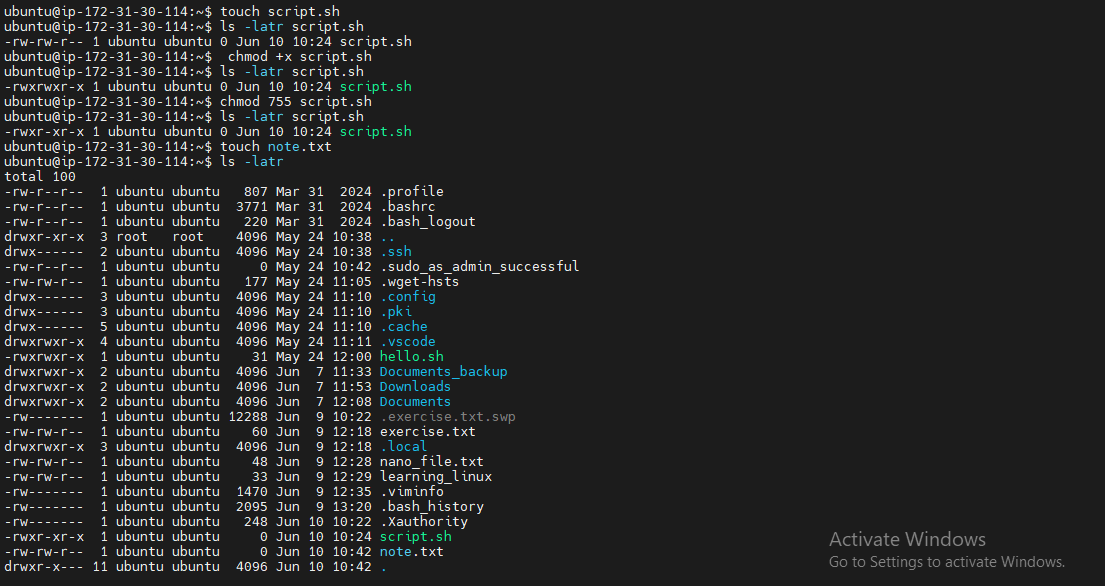 ubuntu@ip-172-31-30-114:~$ touch script.sh
ubuntu@ip-172-31-30-114:~$ ls -latr script.sh
-rw-rw-r-- 1 ubuntu ubuntu 0 Jun 10 10:24 script.sh
ubuntu@ip-172-31-30-114:~$  chmod +x script.sh
ubuntu@ip-172-31-30-114:~$ ls -latr script.sh
-rwxrwxr-x 1 ubuntu ubuntu 0 Jun 10 10:24 script.sh
ubuntu@ip-172-31-30-114:~$ chmod 755 script.sh
ubuntu@ip-172-31-30-114:~$ ls -latr script.sh
-rwxr-xr-x 1 ubuntu ubuntu 0 Jun 10 10:24 script.sh
ubuntu@ip-172-31-30-114:~$ touch note.txt
ubuntu@ip-172-31-30-114:~$ ls -latr
total 100
-rw-r--r--  1 ubuntu ubuntu   807 Mar 31  2024 .profile
-rw-r--r--  1 ubuntu ubuntu  3771 Mar 31  2024 .bashrc
-rw-r--r--  1 ubuntu ubuntu   220 Mar 31  2024 .bash_logout
drwxr-xr-x  3 root   root    4096 May 24 10:38 ..
drwx------  2 ubuntu ubuntu  4096 May 24 10:38 .ssh
-rw-r--r--  1 ubuntu ubuntu     0 May 24 10:42 .sudo_as_admin_successful
-rw-rw-r--  1 ubuntu ubuntu   177 May 24 11:05 .wget-hsts
drwx------  3 ubuntu ubuntu  4096 May 24 11:10 .config
drwx------  3 ubuntu ubuntu  4096 May 24 11:10 .pki
drwx------  5 ubuntu ubuntu  4096 May 24 11:10 .cache
drwxrwxr-x  4 ubuntu ubuntu  4096 May 24 11:11 .vscode
-rwxrwxr-x  1 ubuntu ubuntu    31 May 24 12:00 hello.sh
drwxrwxr-x  2 ubuntu ubuntu  4096 Jun  7 11:33 Documents_backup
drwxrwxr-x  2 ubuntu ubuntu  4096 Jun  7 11:53 Downloads
drwxrwxr-x  2 ubuntu ubuntu  4096 Jun  7 12:08 Documents
-rw-------  1 ubuntu ubuntu 12288 Jun  9 10:22 .exercise.txt.swp
-rw-rw-r--  1 ubuntu ubuntu    60 Jun  9 12:18 exercise.txt
drwxrwxr-x  3 ubuntu ubuntu  4096 Jun  9 12:18 .local
-rw-rw-r--  1 ubuntu ubuntu    48 Jun  9 12:28 nano_file.txt
-rw-rw-r--  1 ubuntu ubuntu    33 Jun  9 12:29 learning_linux
-rw-------  1 ubuntu ubuntu  1470 Jun  9 12:35 .viminfo
-rw-------  1 ubuntu ubuntu  2095 Jun  9 13:20 .bash_history
-rw-------  1 ubuntu ubuntu   248 Jun 10 10:22 .Xauthority
-rwxr-xr-x  1 ubuntu ubuntu     0 Jun 10 10:24 script.sh
-rw-rw-r--  1 ubuntu ubuntu     0 Jun 10 10:42 note.txt
drwxr-x--- 11 ubuntu ubuntu  4096 Jun 10 10:42 .
Activate Windows
Go to Settings to activate Windows.